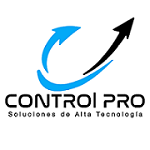 CONTROl PRO
Soluciones de Alta Tecnología